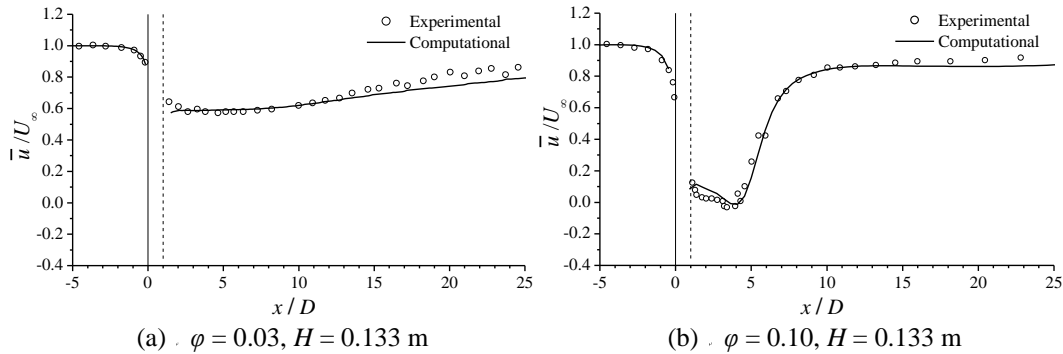 Experimental
Computational
1.2
1.0
0.8
0.6
0.4
0.2
0.0
-0.2
-0.4
u̅/U∞
-5 0 5 10 15 20 25
x / D
(a) φ = 0.03, H = 0.133 m
Experimental
Computational
1.2
1.0
0.8
0.6
0.4
0.2
0.0
-0.2
-0.4
u̅/U∞
-5 0 5 10 15 20 25
x / D
(b) φ = 0.10, H = 0.133 m